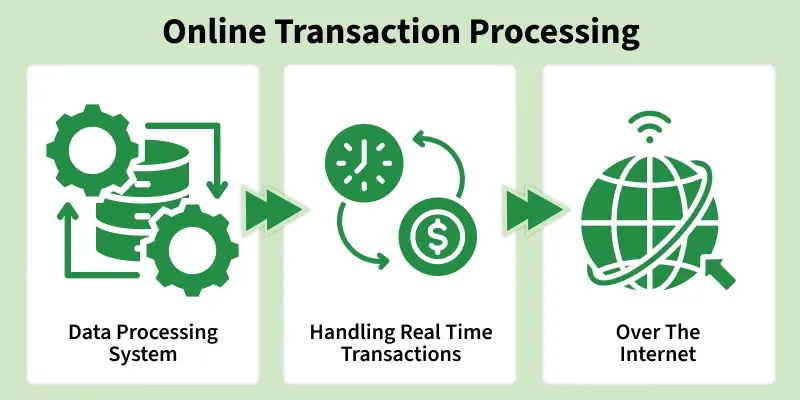 Online Transaction Processing
Data Processing
System
Handling Real Time
Transactions
Over The
Internet
$